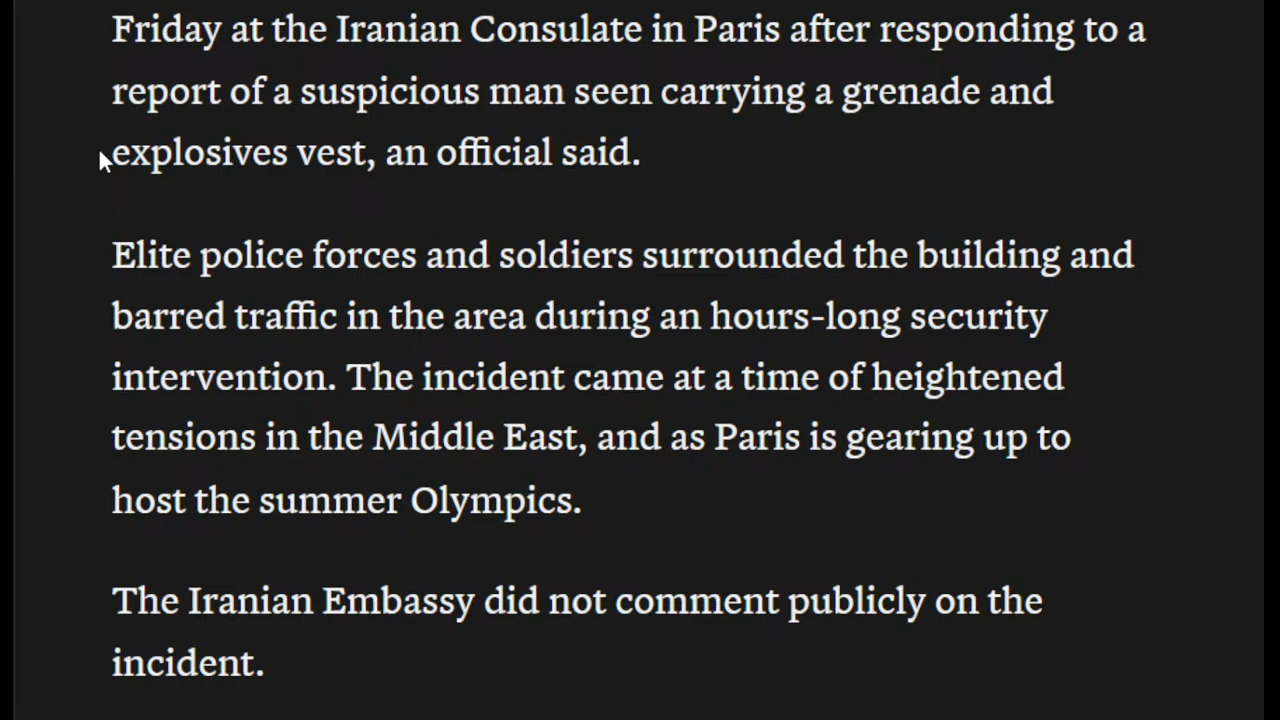 Friday at the Iranian Consulate in Paris after responding to a
report of a suspicious man seen carrying a grenade and
explosives vest, an official said.
Elite police forces and soldiers surrounded the building and
barred traffic in the area during an hours-long security
intervention. The incident came at a time of heightened
tensions in the Middle East, and as Paris is gearing up to
host the summer Olympics.
The Iranian Embassy did not comment publicly on the
incident.